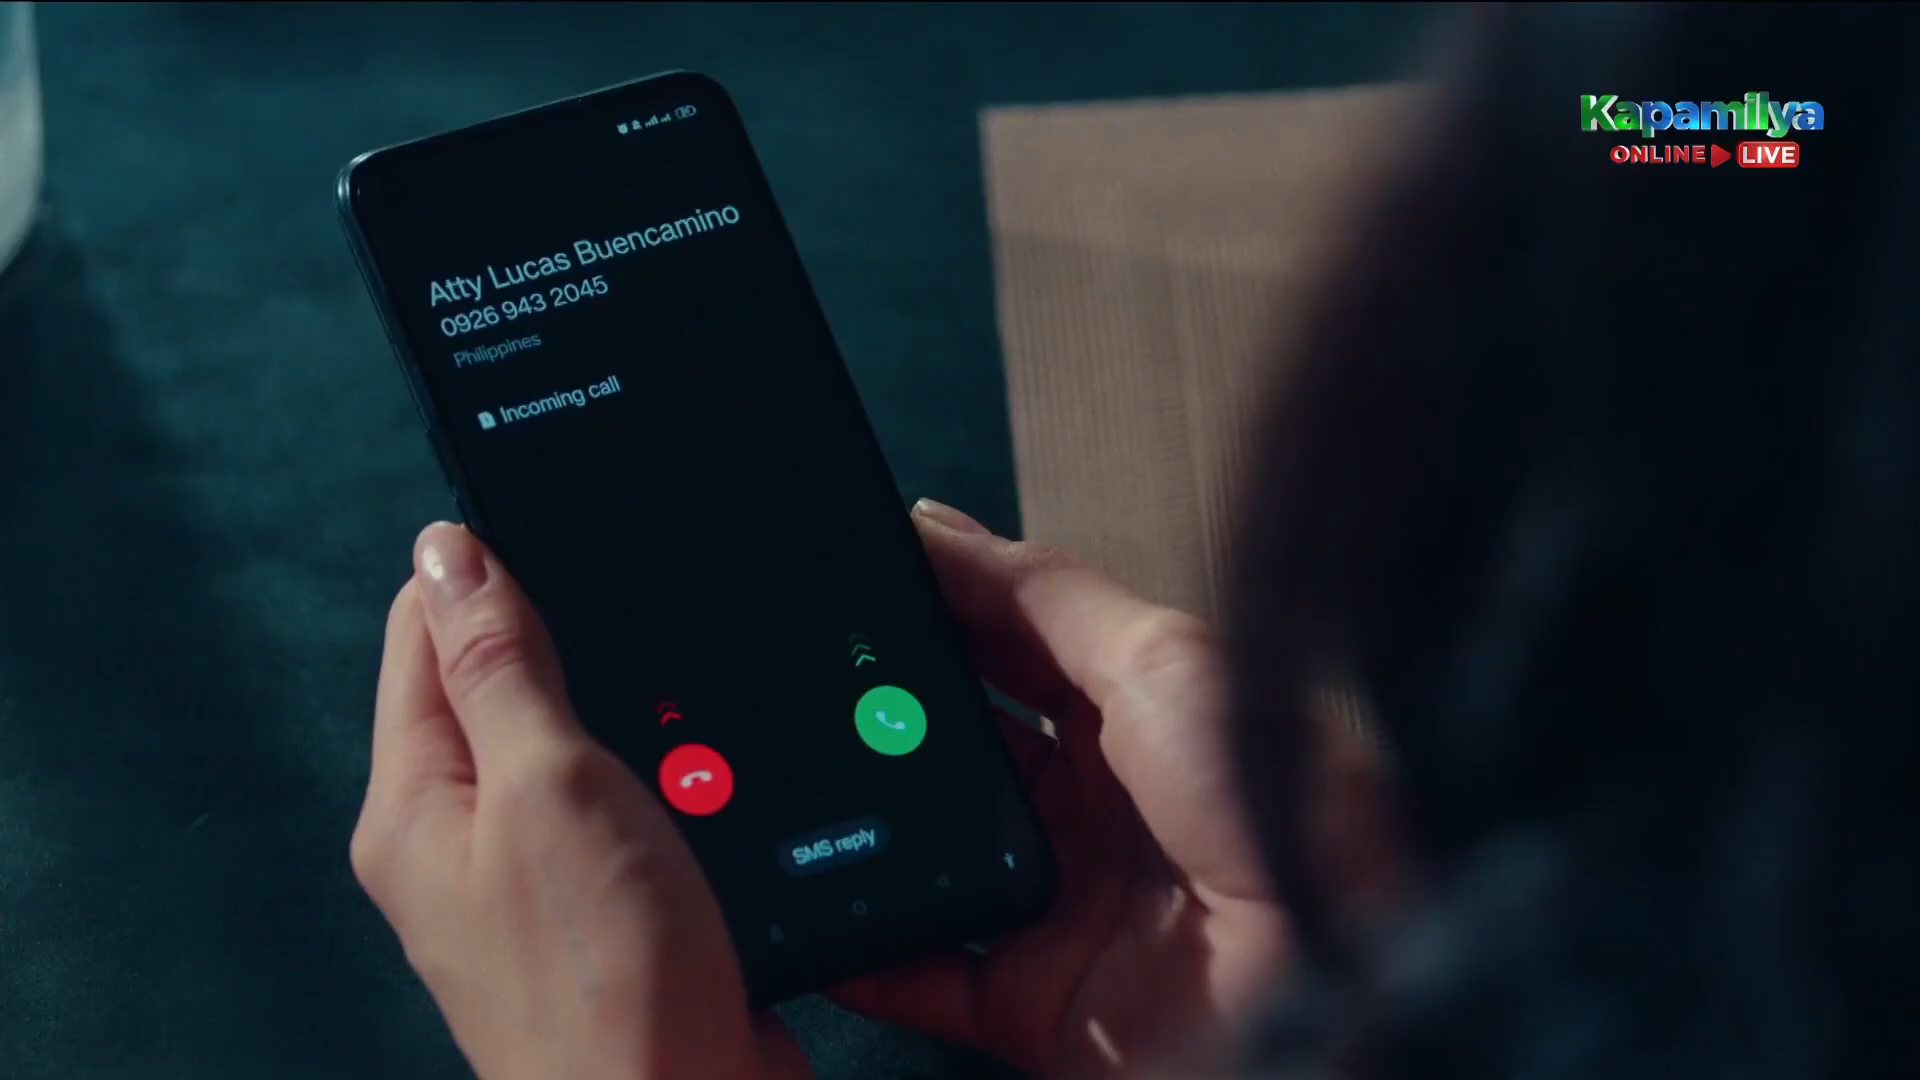 Kapamilya
ONLINE LIVE
Atty Lucas Buencamino
0926 943 2045
Philippines
Incoming call
SMS reply